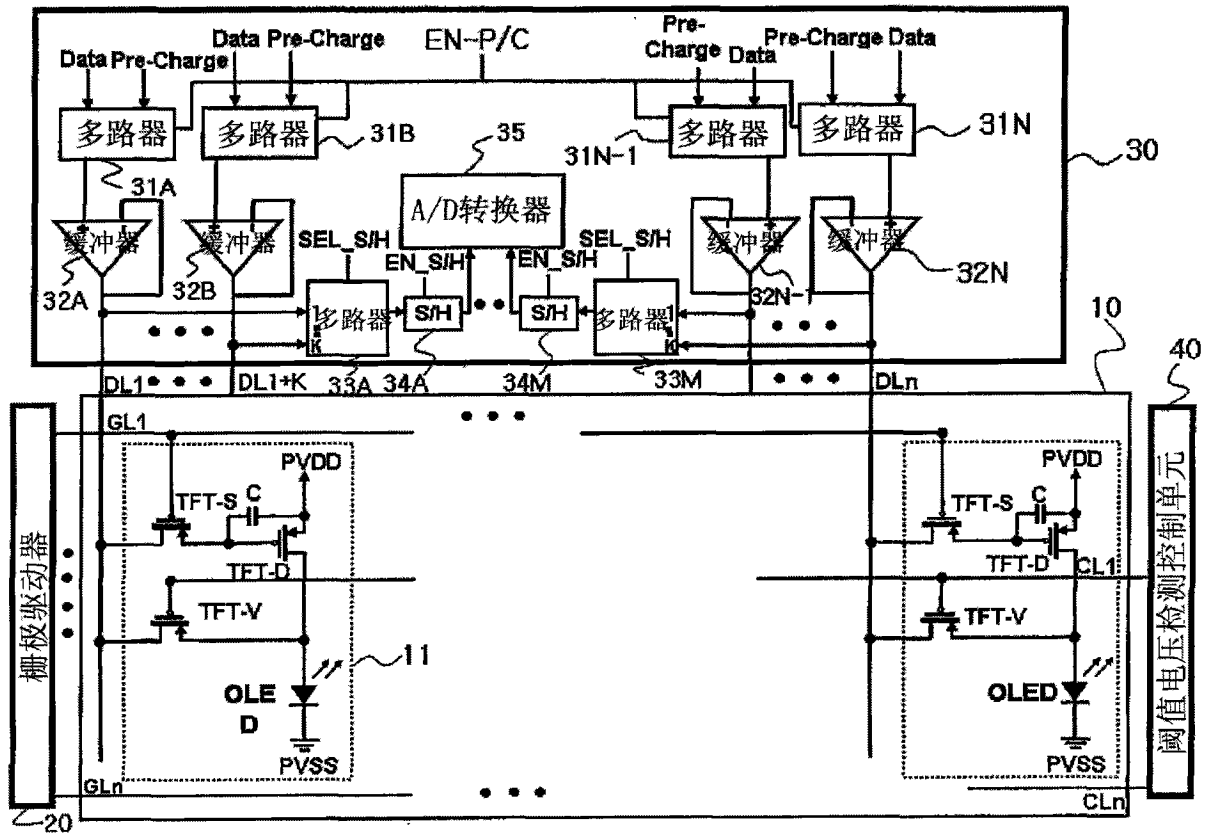 Data Pre-Charge
Data Pre-Charge
EN-P/C
Pre-
Charge
Data
Pre-Charge Data
多路器
多路器
多路器
多路器
31A
31B
31N-1
31N
30
35
A/D转换器
缓冲器
缓冲器
缓冲器
缓冲器
32A
32B
32N-1
32N
SEL_S/H
EN_S/H
EN_S/H
SEL_S/H
1
多路器
K
S/H
S/H
多路器
1
K
33A
34A
34M
33M
10
40
DL1
DL1+K
DLn
GL1
栅极驱动器
20
PVDD
TFT-S
C
TFT-D
TFT-V
OLE
D
PVSS
11
PVDD
TFT-S
C
TFT-D
CL1
TFT-V
OLED
PVSS
GLn
CLn
阈值电压检测控制单元